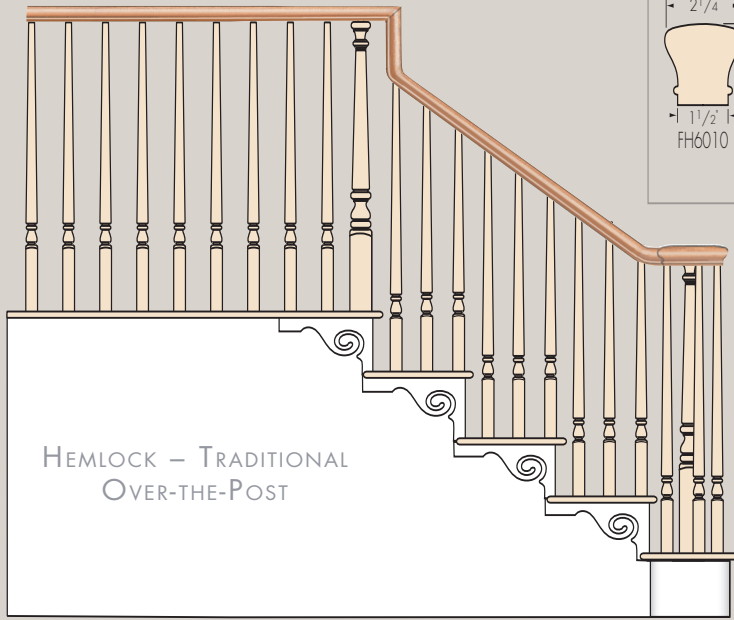 2 1/4
1 1/2"
FH6010
HEMLOCK – TRADITIONAL
OVER-THE-POST